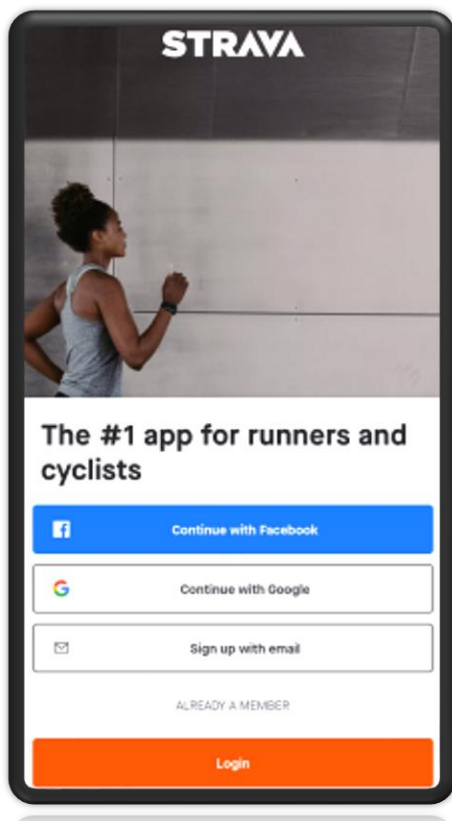 STRAVA
The #1 app for runners and
cyclists
Continue with Facebook
Continue with Google
Sign up with email
ALREADY A MEMBER
Login